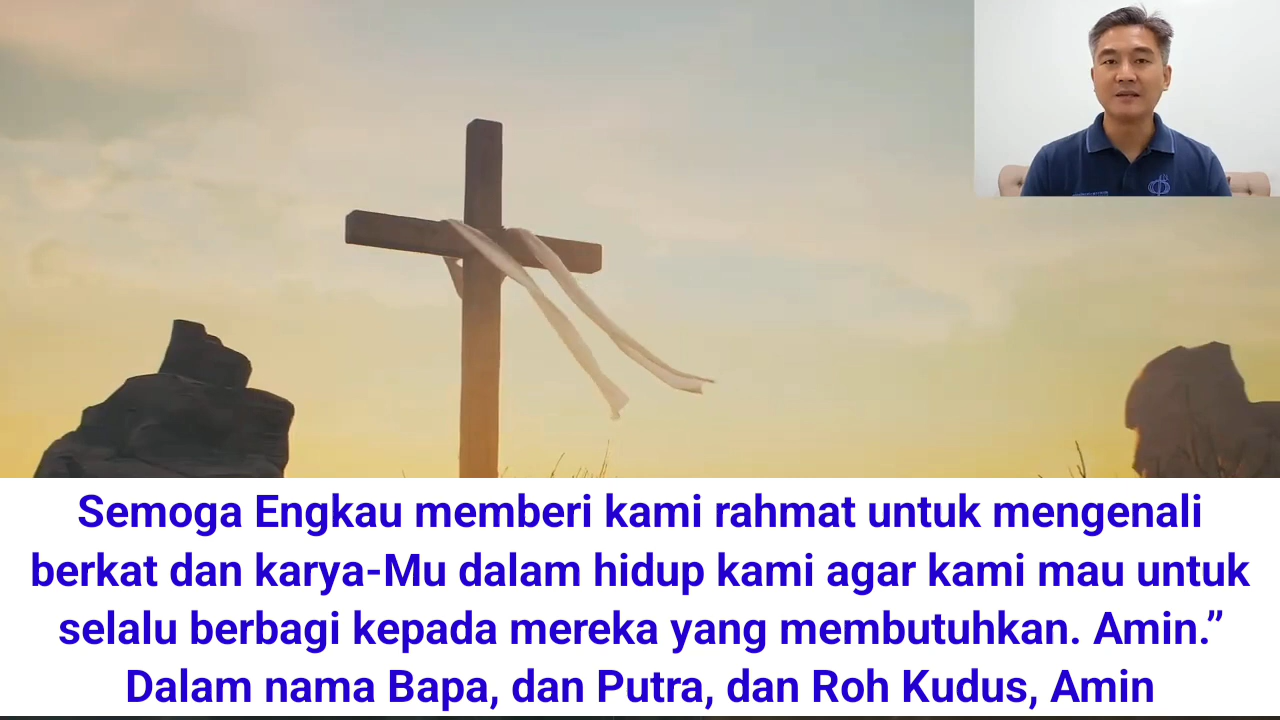 Semoga Engkau memberi kami rahmat untuk mengenali
berkat dan karya-Mu dalam hidup kami agar kami mau untuk
selalu berbagi kepada mereka yang membutuhkan. Amin.”
Dalam nama Bapa, dan Putra, dan Roh Kudus, Amin